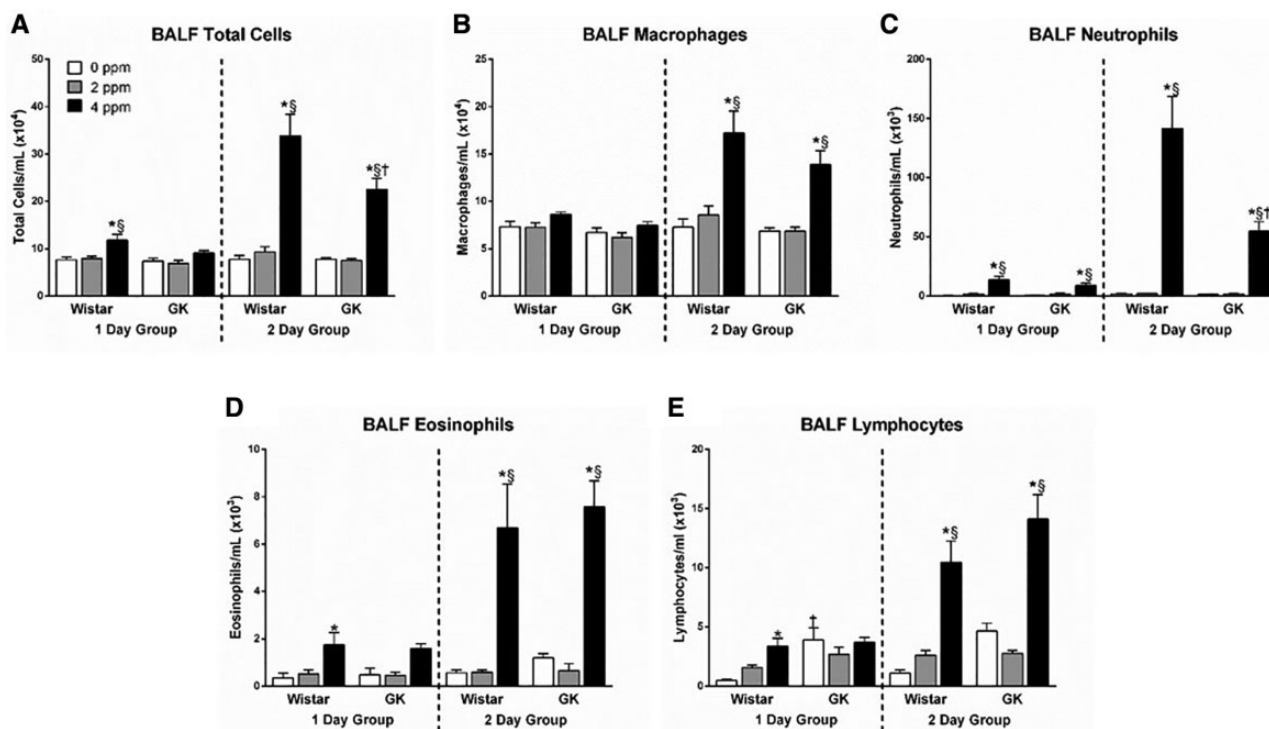 A
BALF Total Cells
0 ppm
2 ppm
4 ppm
Total Cells/mL (x10⁴)
50
40
30
20
10
0
*§
*§
*§†
Wistar GK Wistar GK
1 Day Group 2 Day Group
B
BALF Macrophages
Macrophages/mL (x10⁴)
25
20
15
10
5
0
*§
*§
Wistar GK Wistar GK
1 Day Group 2 Day Group
C
BALF Neutrophils
Neutrophils/mL (x10³)
200
150
100
50
0
*§
*§
*§
*§†
Wistar GK Wistar GK
1 Day Group 2 Day Group
D
BALF Eosinophils
Eosinophils/mL (x10³)
10
8
6
4
2
0
*
*§
*§
Wistar GK Wistar GK
1 Day Group 2 Day Group
E
BALF Lymphocytes
Lymphocytes/ml (x10³)
20
15
10
5
0
*
†
*§
*§
Wistar GK Wistar GK
1 Day Group 2 Day Group